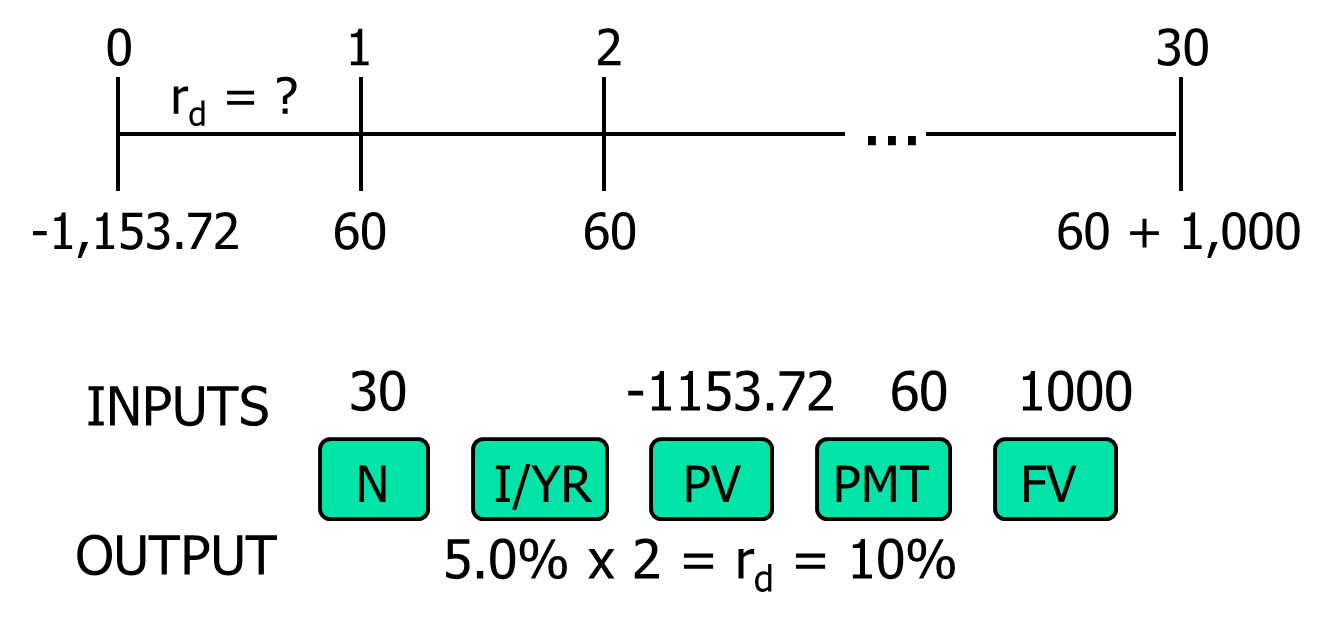 0 1 2 30
r_d = ?
...
-1,153.72 60 60 60 + 1,000
INPUTS 30 -1153.72 60 1000
N I/YR PV PMT FV
OUTPUT 5.0% x 2 = r_d = 10%